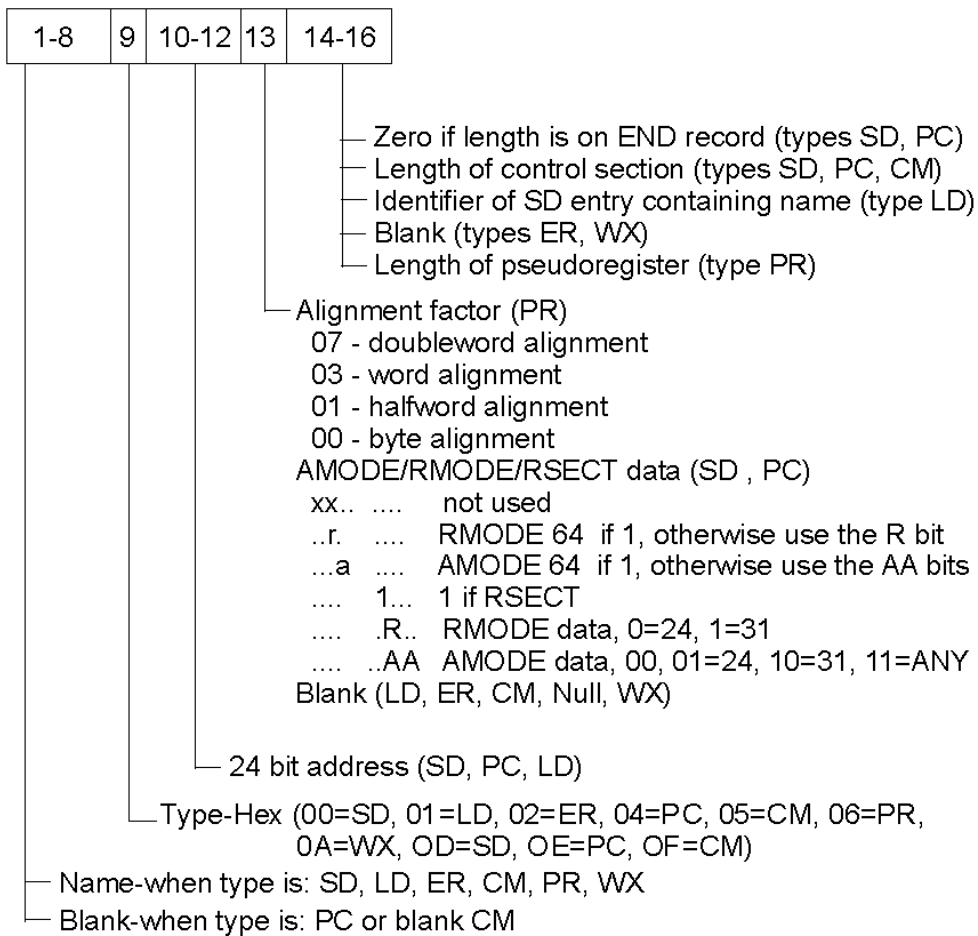 1-8 9 10-12 13 14-16
Zero if length is on END record (types SD, PC)
Length of control section (types SD, PC, CM)
Identifier of SD entry containing name (type LD)
Blank (types ER, WX)
Length of pseudoregister (type PR)
Alignment factor (PR)
07 - doubleword alignment
03 - word alignment
01 - halfword alignment
00 - byte alignment
AMODE/RMODE/RSECT data (SD , PC)
xx.. .... not used
..r. .... RMODE 64 if 1, otherwise use the R bit
...a .... AMODE 64 if 1, otherwise use the AA bits
.... 1... 1 if RSECT
.... .R.. RMODE data, 0=24, 1=31
.... ..AA AMODE data, 00, 01=24, 10=31, 11=ANY
Blank (LD, ER, CM, Null, WX)
24 bit address (SD, PC, LD)
Type-Hex (00=SD, 01=LD, 02=ER, 04=PC, 05=CM, 06=PR,
0A=WX, OD=SD, OE=PC, OF=CM)
Name-when type is: SD, LD, ER, CM, PR, WX
Blank-when type is: PC or blank CM